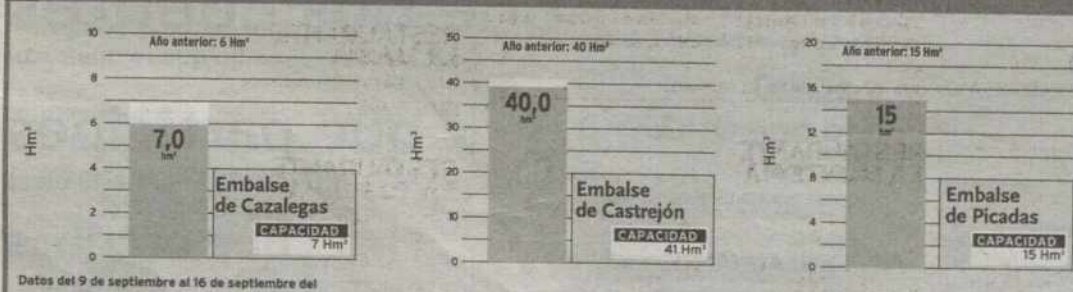 10
8
6
4
2
0
Hm³
Año anterior: 6 Hm³
7,0
hm³
Embalse
de Cazalegas
CAPACIDAD
7 Hm³
50
40
30
20
10
0
Hm³
Año anterior: 40 Hm³
40,0
hm³
Embalse
de Castrejón
CAPACIDAD
41 Hm³
20
16
12
8
4
0
Hm³
Año anterior: 15 Hm³
15
hm³
Embalse
de Picadas
CAPACIDAD
15 Hm³
Datos del 9 de septiembre al 16 de septiembre del